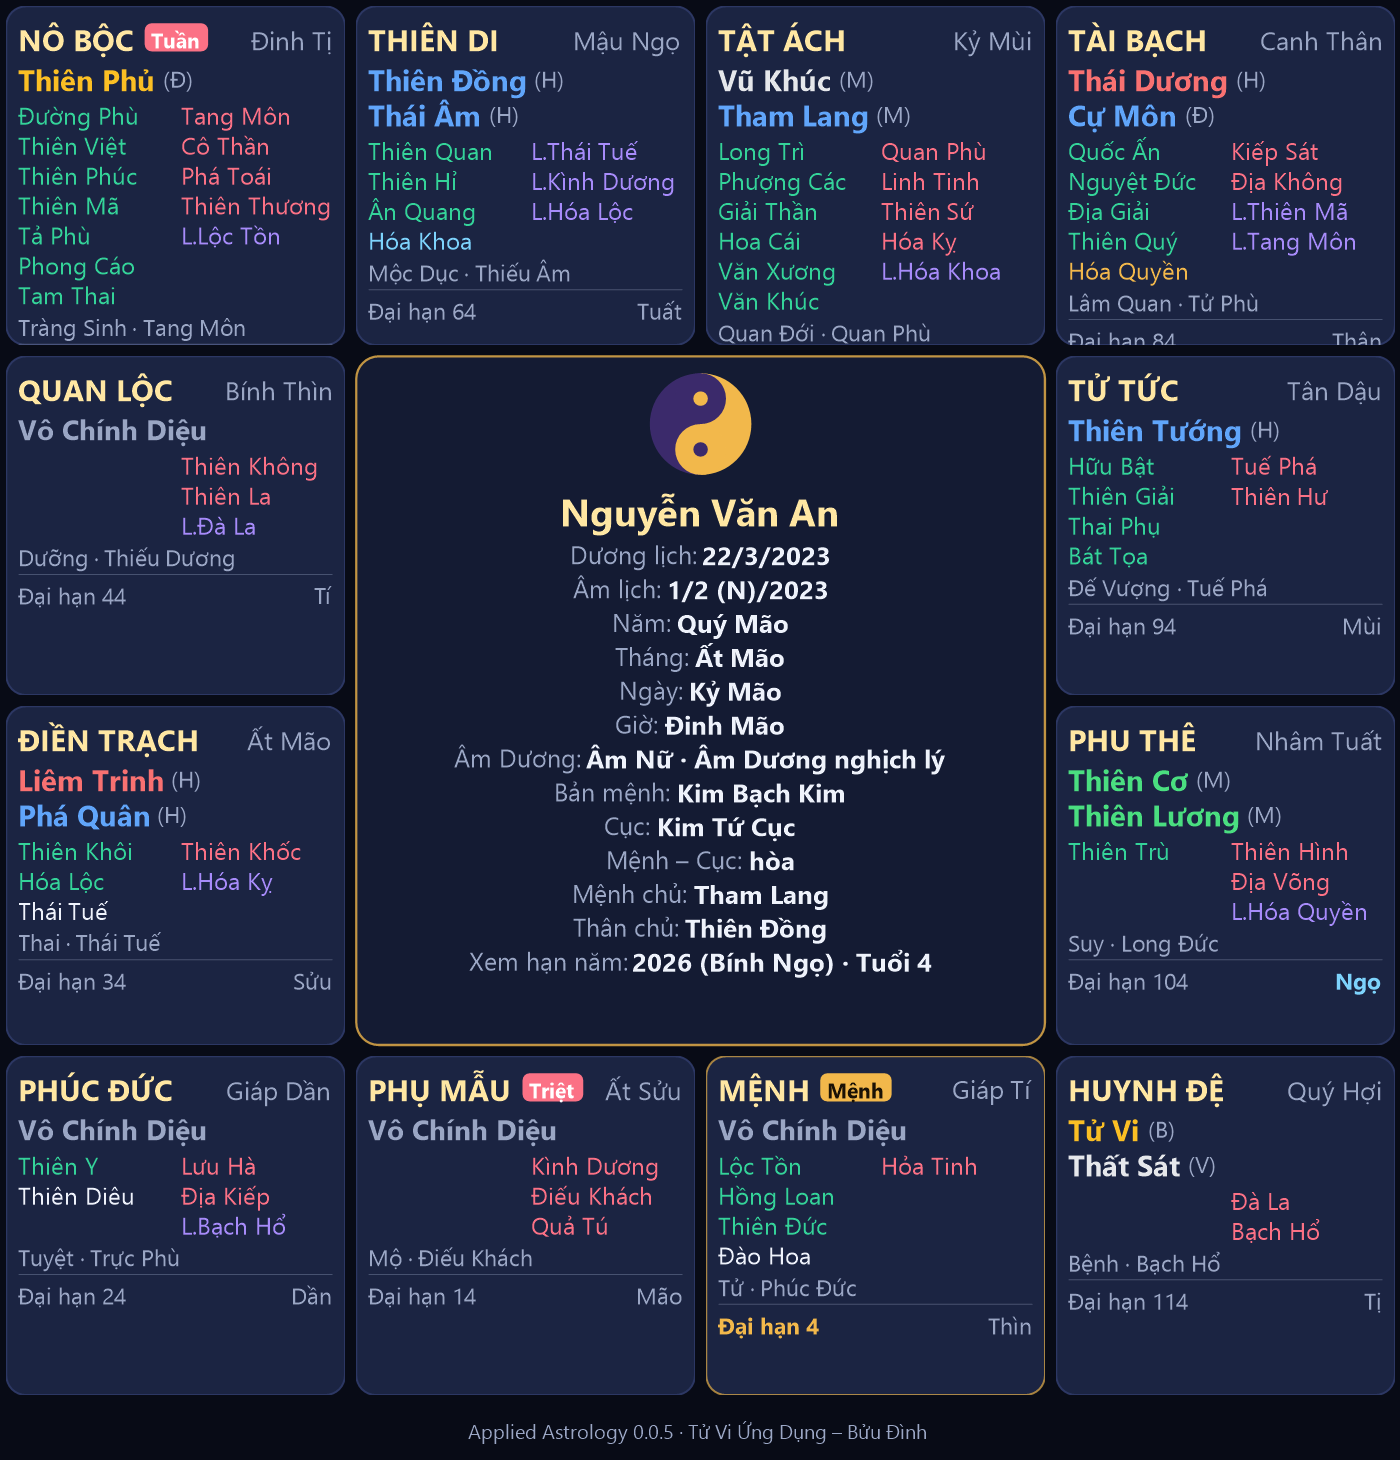 NÔ BỘC Tuần Đinh Tị
Thiên Phủ (Đ)
Đường Phù Tang Môn
Thiên Việt Cô Thần
Thiên Phúc Phá Toái
Thiên Mã Thiên Thương
Tả Phù L.Lộc Tồn
Phong Cáo
Tam Thai
Tràng Sinh · Tang Môn
THIÊN DI Mậu Ngọ
Thiên Đồng (H)
Thái Âm (H)
Thiên Quan L.Thái Tuế
Thiên Hỉ L.Kình Dương
Ân Quang L.Hóa Lộc
Hóa Khoa
Mộc Dục · Thiếu Âm
Đại hạn 64 Tuất
TẬT ÁCH Kỷ Mùi
Vũ Khúc (M)
Tham Lang (M)
Long Trì Quan Phù
Phượng Các Linh Tinh
Giải Thần Thiên Sứ
Hoa Cái Hóa Kỵ
Văn Xương L.Hóa Khoa
Văn Khúc
Quan Đới · Quan Phù
TÀI BẠCH Canh Thân
Thái Dương (H)
Cự Môn (Đ)
Quốc Ấn Kiếp Sát
Nguyệt Đức Địa Không
Địa Giải L.Thiên Mã
Thiên Quý L.Tang Môn
Hóa Quyền
Lâm Quan · Tử Phù
Đại hạn 84 Thân
QUAN LỘC Bính Thìn
Vô Chính Diệu
Thiên Không
Thiên La
L.Đà La
Dưỡng · Thiếu Dương
Đại hạn 44 Tí
Nguyễn Văn An
Dương lịch: 22/3/2023
Âm lịch: 1/2 (N)/2023
Năm: Quý Mão
Tháng: Ất Mão
Ngày: Kỷ Mão
Giờ: Đinh Mão
Âm Dương: Âm Nữ · Âm Dương nghịch lý
Bản mệnh: Kim Bạch Kim
Cục: Kim Tứ Cục
Mệnh – Cục: hòa
Mệnh chủ: Tham Lang
Thân chủ: Thiên Đồng
Xem hạn năm: 2026 (Bính Ngọ) · Tuổi 4
TỬ TỨC Tân Dậu
Thiên Tướng (H)
Hữu Bật Tuế Phá
Thiên Giải Thiên Hư
Thai Phụ
Bát Tọa
Đế Vượng · Tuế Phá
Đại hạn 94 Mùi
ĐIỀN TRẠCH Ất Mão
Liêm Trinh (H)
Phá Quân (H)
Thiên Khôi Thiên Khốc
Hóa Lộc L.Hóa Kỵ
Thái Tuế
Thai · Thái Tuế
Đại hạn 34 Sửu
PHU THÊ Nhâm Tuất
Thiên Cơ (M)
Thiên Lương (M)
Thiên Trù Thiên Hình
Địa Võng
L.Hóa Quyền
Suy · Long Đức
Đại hạn 104 Ngọ
PHÚC ĐỨC Giáp Dần
Vô Chính Diệu
Thiên Y Lưu Hà
Thiên Diêu Địa Kiếp
L.Bạch Hổ
Tuyệt · Trực Phù
Đại hạn 24 Dần
PHỤ MẪU Triệt Ất Sửu
Vô Chính Diệu
Kình Dương
Điếu Khách
Quả Tú
Mộ · Điếu Khách
Đại hạn 14 Mão
MỆNH Mệnh Giáp Tí
Vô Chính Diệu
Lộc Tồn Hỏa Tinh
Hồng Loan
Thiên Đức
Đào Hoa
Tử · Phúc Đức
Đại hạn 4 Thìn
HUYNH ĐỆ Quý Hợi
Tử Vi (B)
Thất Sát (V)
Đà La
Bạch Hổ
Bệnh · Bạch Hổ
Đại hạn 114 Tị
Applied Astrology 0.0.5 · Tử Vi Ứng Dụng – Bửu Đình